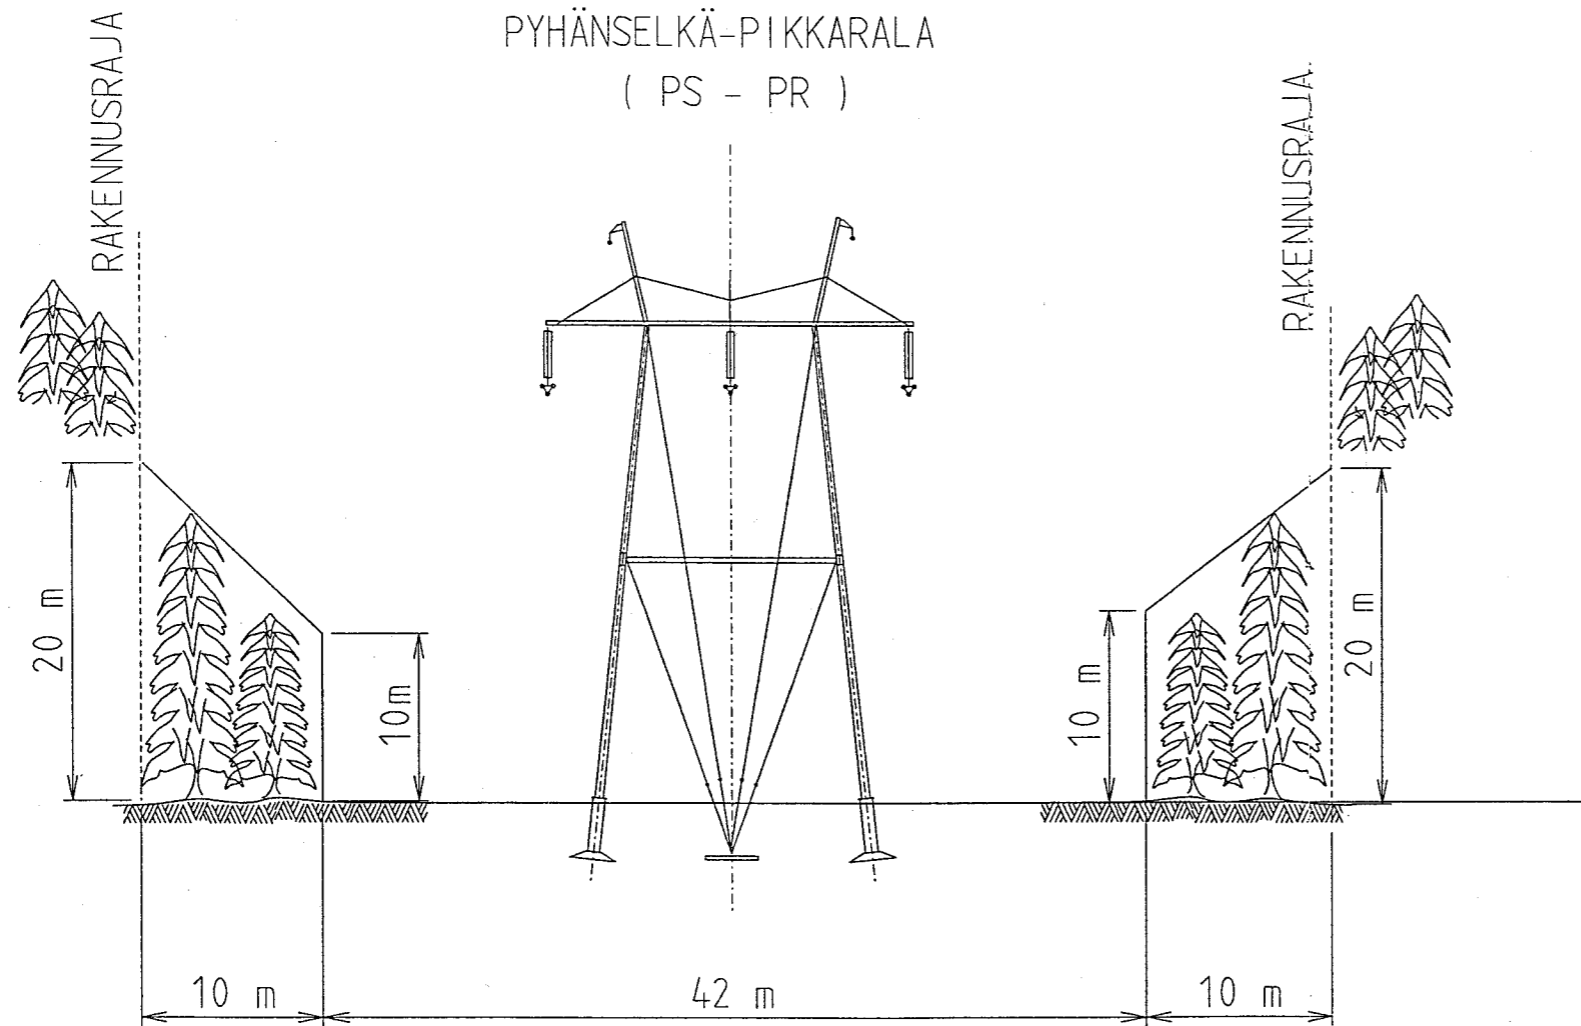 PYHÄNSELKÄ-PIKKARALA
( PS - PR )
RAKENNUSRAJA
RAKENNUSRAJA
20 m
10m
10 m
20 m
10 m
42 m
10 m